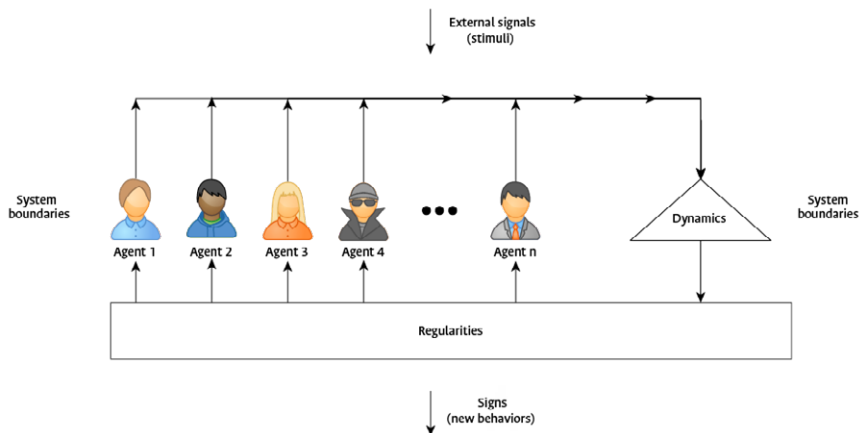 External signals
(stimuli)
System
boundaries
Agent 1
Agent 2
Agent 3
Agent 4
Agent n
Dynamics
System
boundaries
Regularities
Signs
(new behaviors)